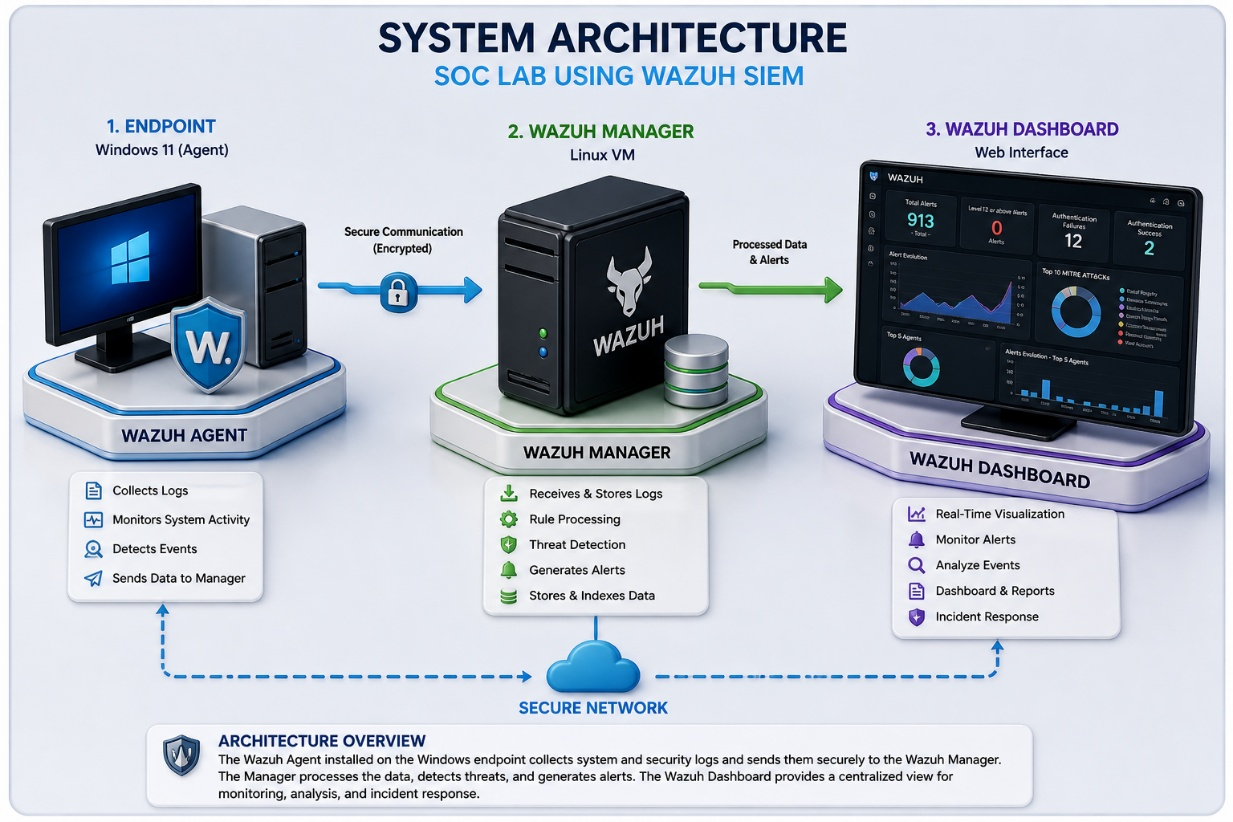 SYSTEM ARCHITECTURE
SOC LAB USING WAZUH SIEM
1. ENDPOINT
Windows 11 (Agent)
2. WAZUH MANAGER
Linux VM
3. WAZUH DASHBOARD
Web Interface
Secure Communication
(Encrypted)
Processed Data
& Alerts
W.
WAZUH
WAZUH
Total Alerts
913
- Total -
Level 12 or above Alerts
0
Alerts
Authentication
Failures
12
Authentication
Success
2
Alert Evolution
Top 10 MITRE ATTACKs
Top 5 Agents
Alerts Evolution - Top 5 Agents
WAZUH AGENT
WAZUH MANAGER
WAZUH DASHBOARD
Collects Logs
Monitors System Activity
Detects Events
Sends Data to Manager
Receives & Stores Logs
Rule Processing
Threat Detection
Generates Alerts
Stores & Indexes Data
Real-Time Visualization
Monitor Alerts
Analyze Events
Dashboard & Reports
Incident Response
SECURE NETWORK
ARCHITECTURE OVERVIEW
The Wazuh Agent installed on the Windows endpoint collects system and security logs and sends them securely to the Wazuh Manager.
The Manager processes the data, detects threats, and generates alerts. The Wazuh Dashboard provides a centralized view for
monitoring, analysis, and incident response.